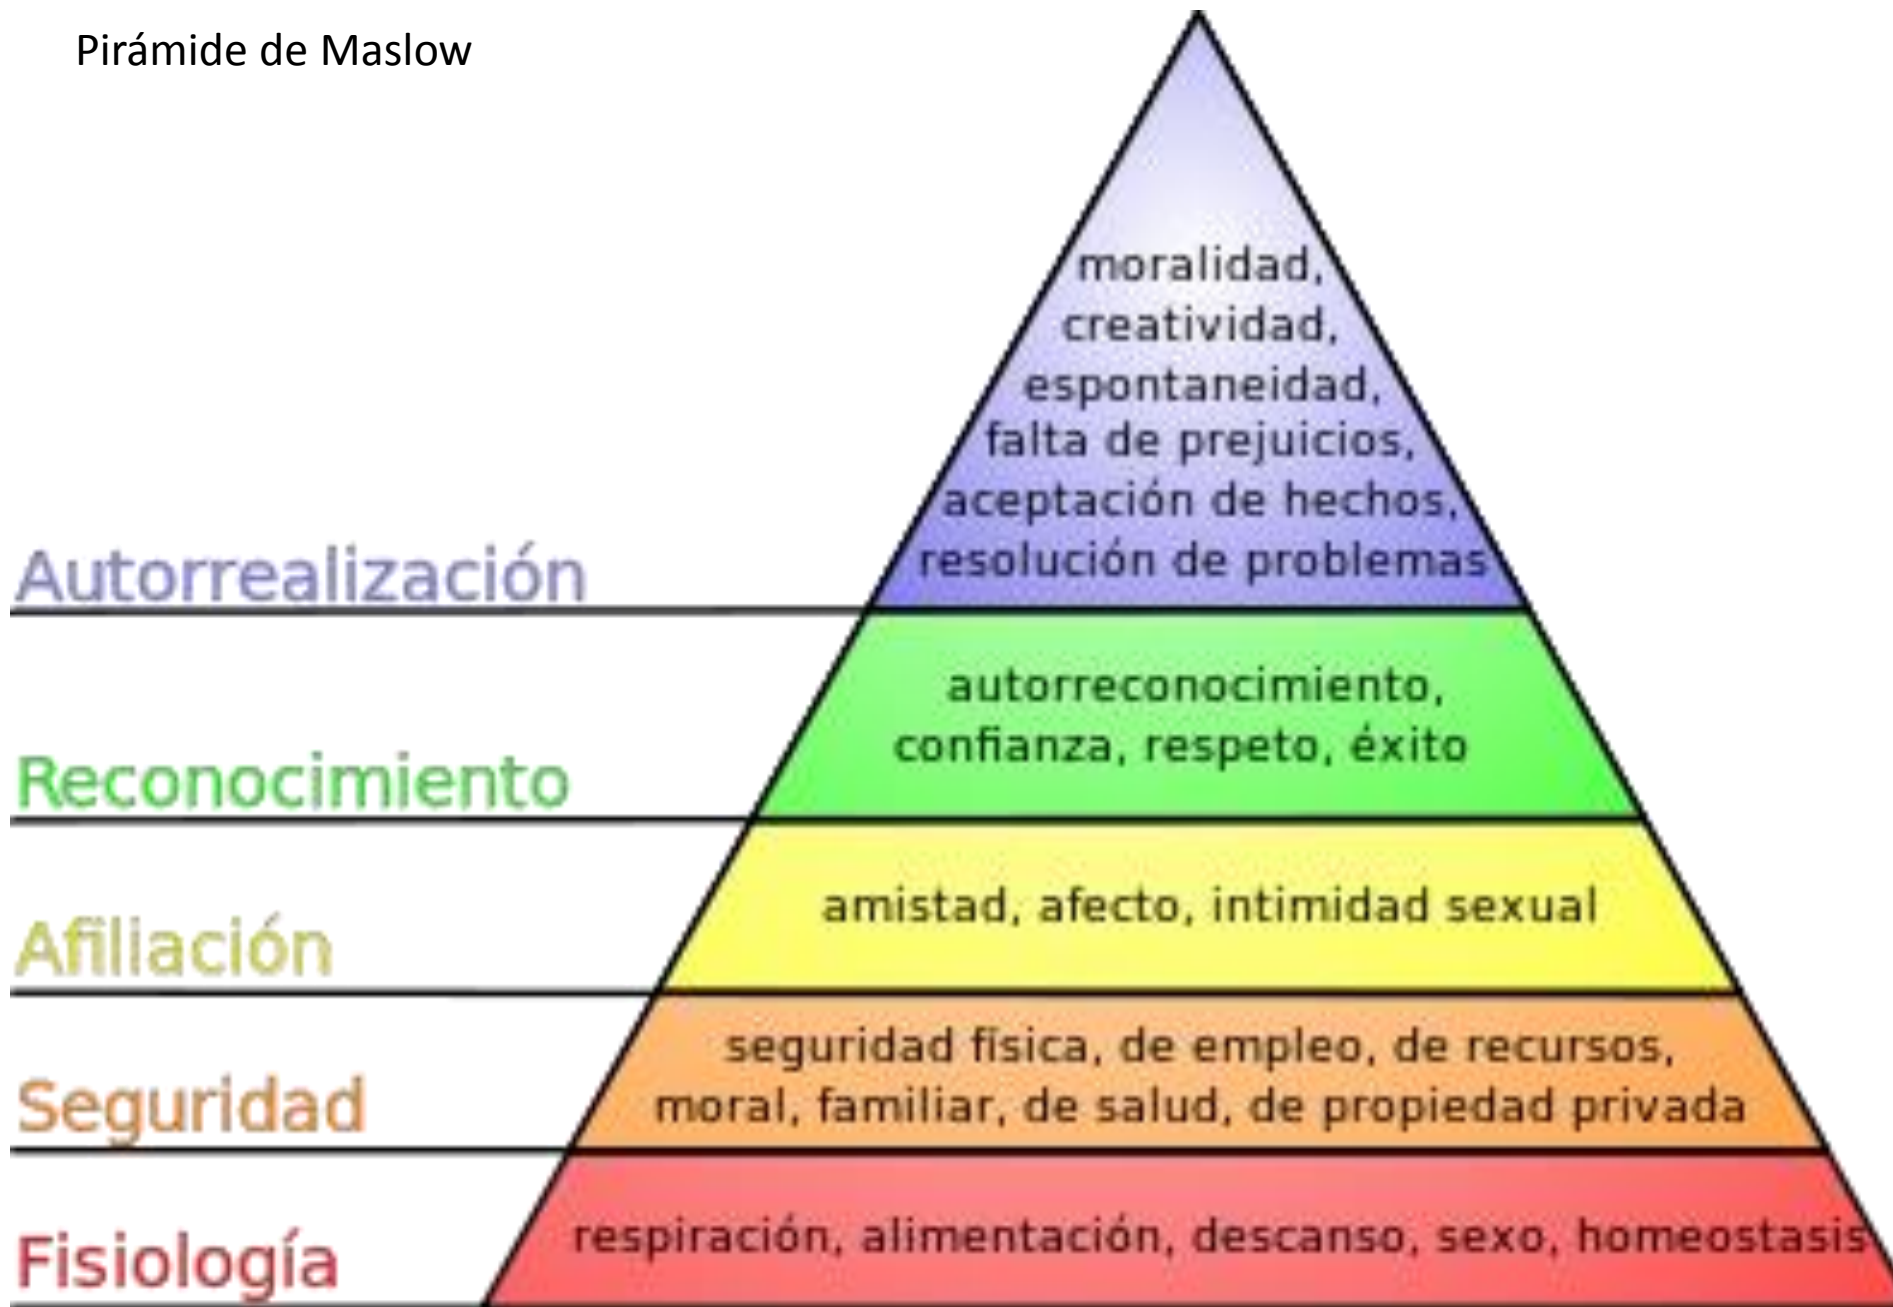 Pirámide de Maslow
moralidad,
creatividad,
espontaneidad,
falta de prejuicios,
aceptación de hechos,
resolución de problemas
Autorrealización
autorreconocimiento,
confianza, respeto, éxito
Reconocimiento
amistad, afecto, intimidad sexual
Afiliación
seguridad física, de empleo, de recursos,
moral, familiar, de salud, de propiedad privada
Seguridad
respiración, alimentación, descanso, sexo, homeostasis
Fisiología